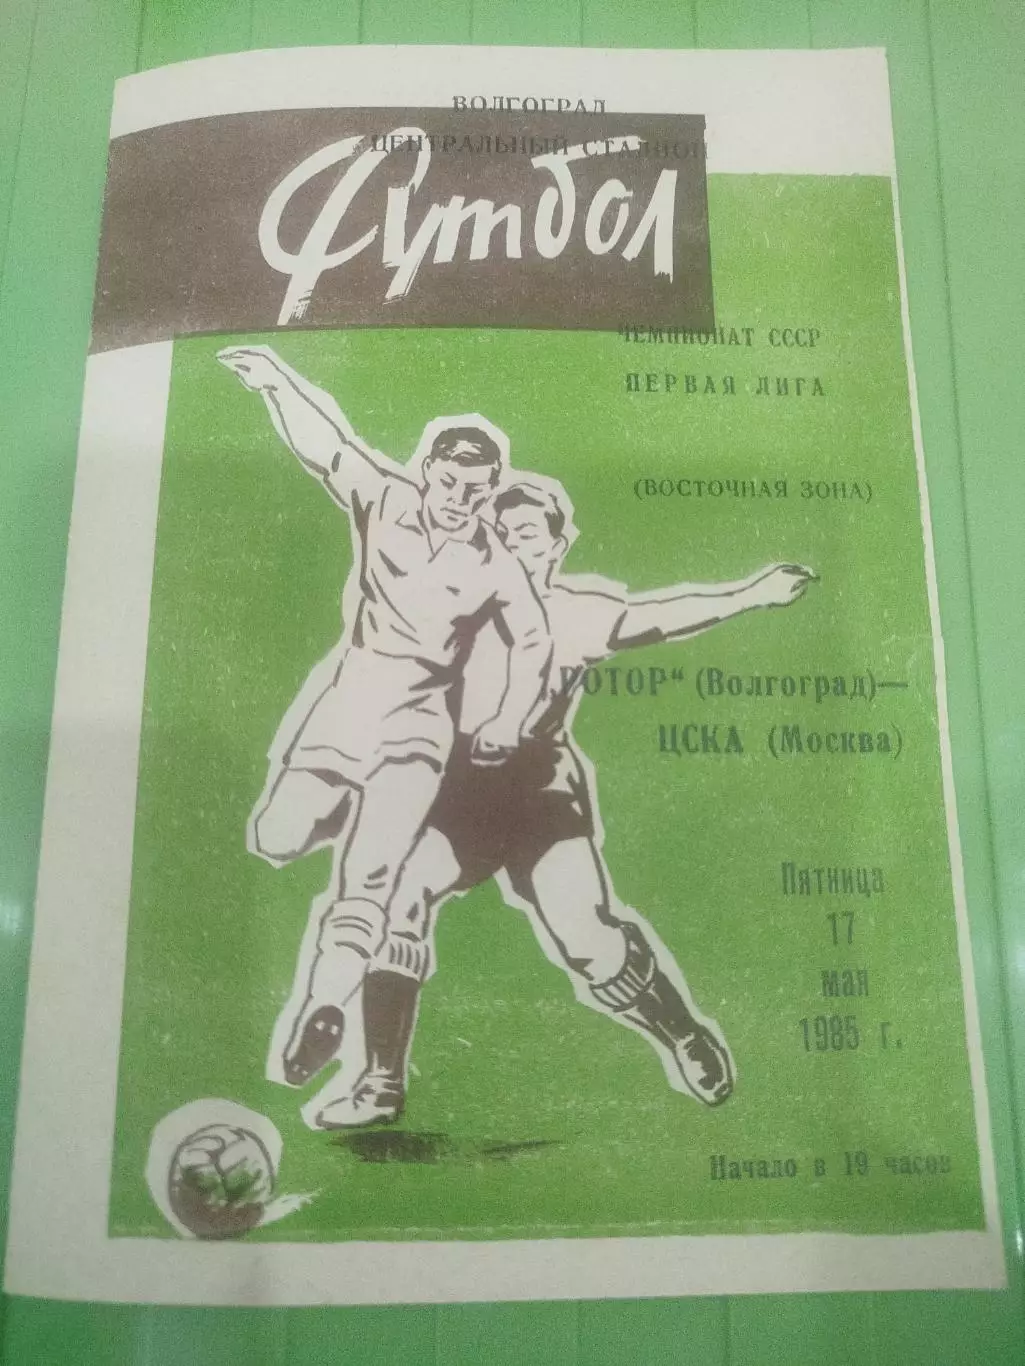 ВОЛГОГРАД
ЦЕНТРАЛЬНЫЙ СТАДИОН
Футбол
ЧЕМПИОНАТ СССР
ПЕРВАЯ ЛИГА
(ВОСТОЧНАЯ ЗОНА)
„РОТОР“ (Волгоград)—
ЦСКА (Москва)
Пятница
17
мая
1985 г.
Начало в 19 часов